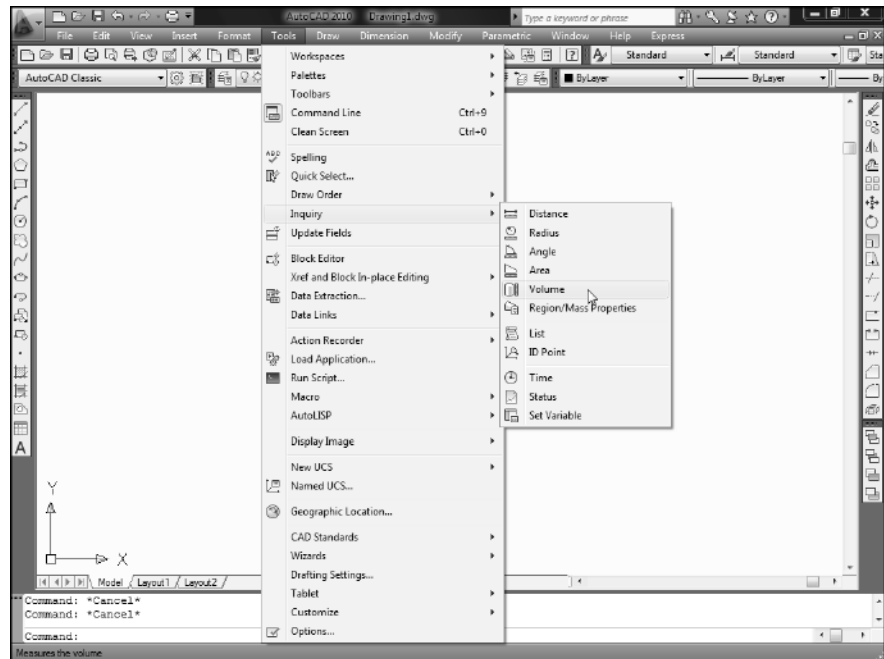 AutoCAD 2010 Drawing1.dwg
Type a keyword or phrase
File Edit View Insert Format Tools Draw Dimension Modify Parametric Window Help Express
Standard Standard Sta
AutoCAD Classic ByLayer ByLayer By
Workspaces
Palettes
Toolbars
Command Line Ctrl+9
Clean Screen Ctrl+0
ABC Spelling
Quick Select...
Draw Order
Inquiry
Update Fields
Block Editor
Xref and Block In-place Editing
Data Extraction...
Data Links
Action Recorder
Load Application...
Run Script...
Macro
AutoLISP
Display Image
New UCS
Named UCS...
Geographic Location...
CAD Standards
Wizards
Drafting Settings...
Tablet
Customize
Options...
Distance
Radius
Angle
Area
Volume
Region/Mass Properties
List
ID Point
Time
Status
Set Variable
A
Y
X
Model Layout1 Layout2
Command: *Cancel*
Command: *Cancel*
Command:
Measures the volume